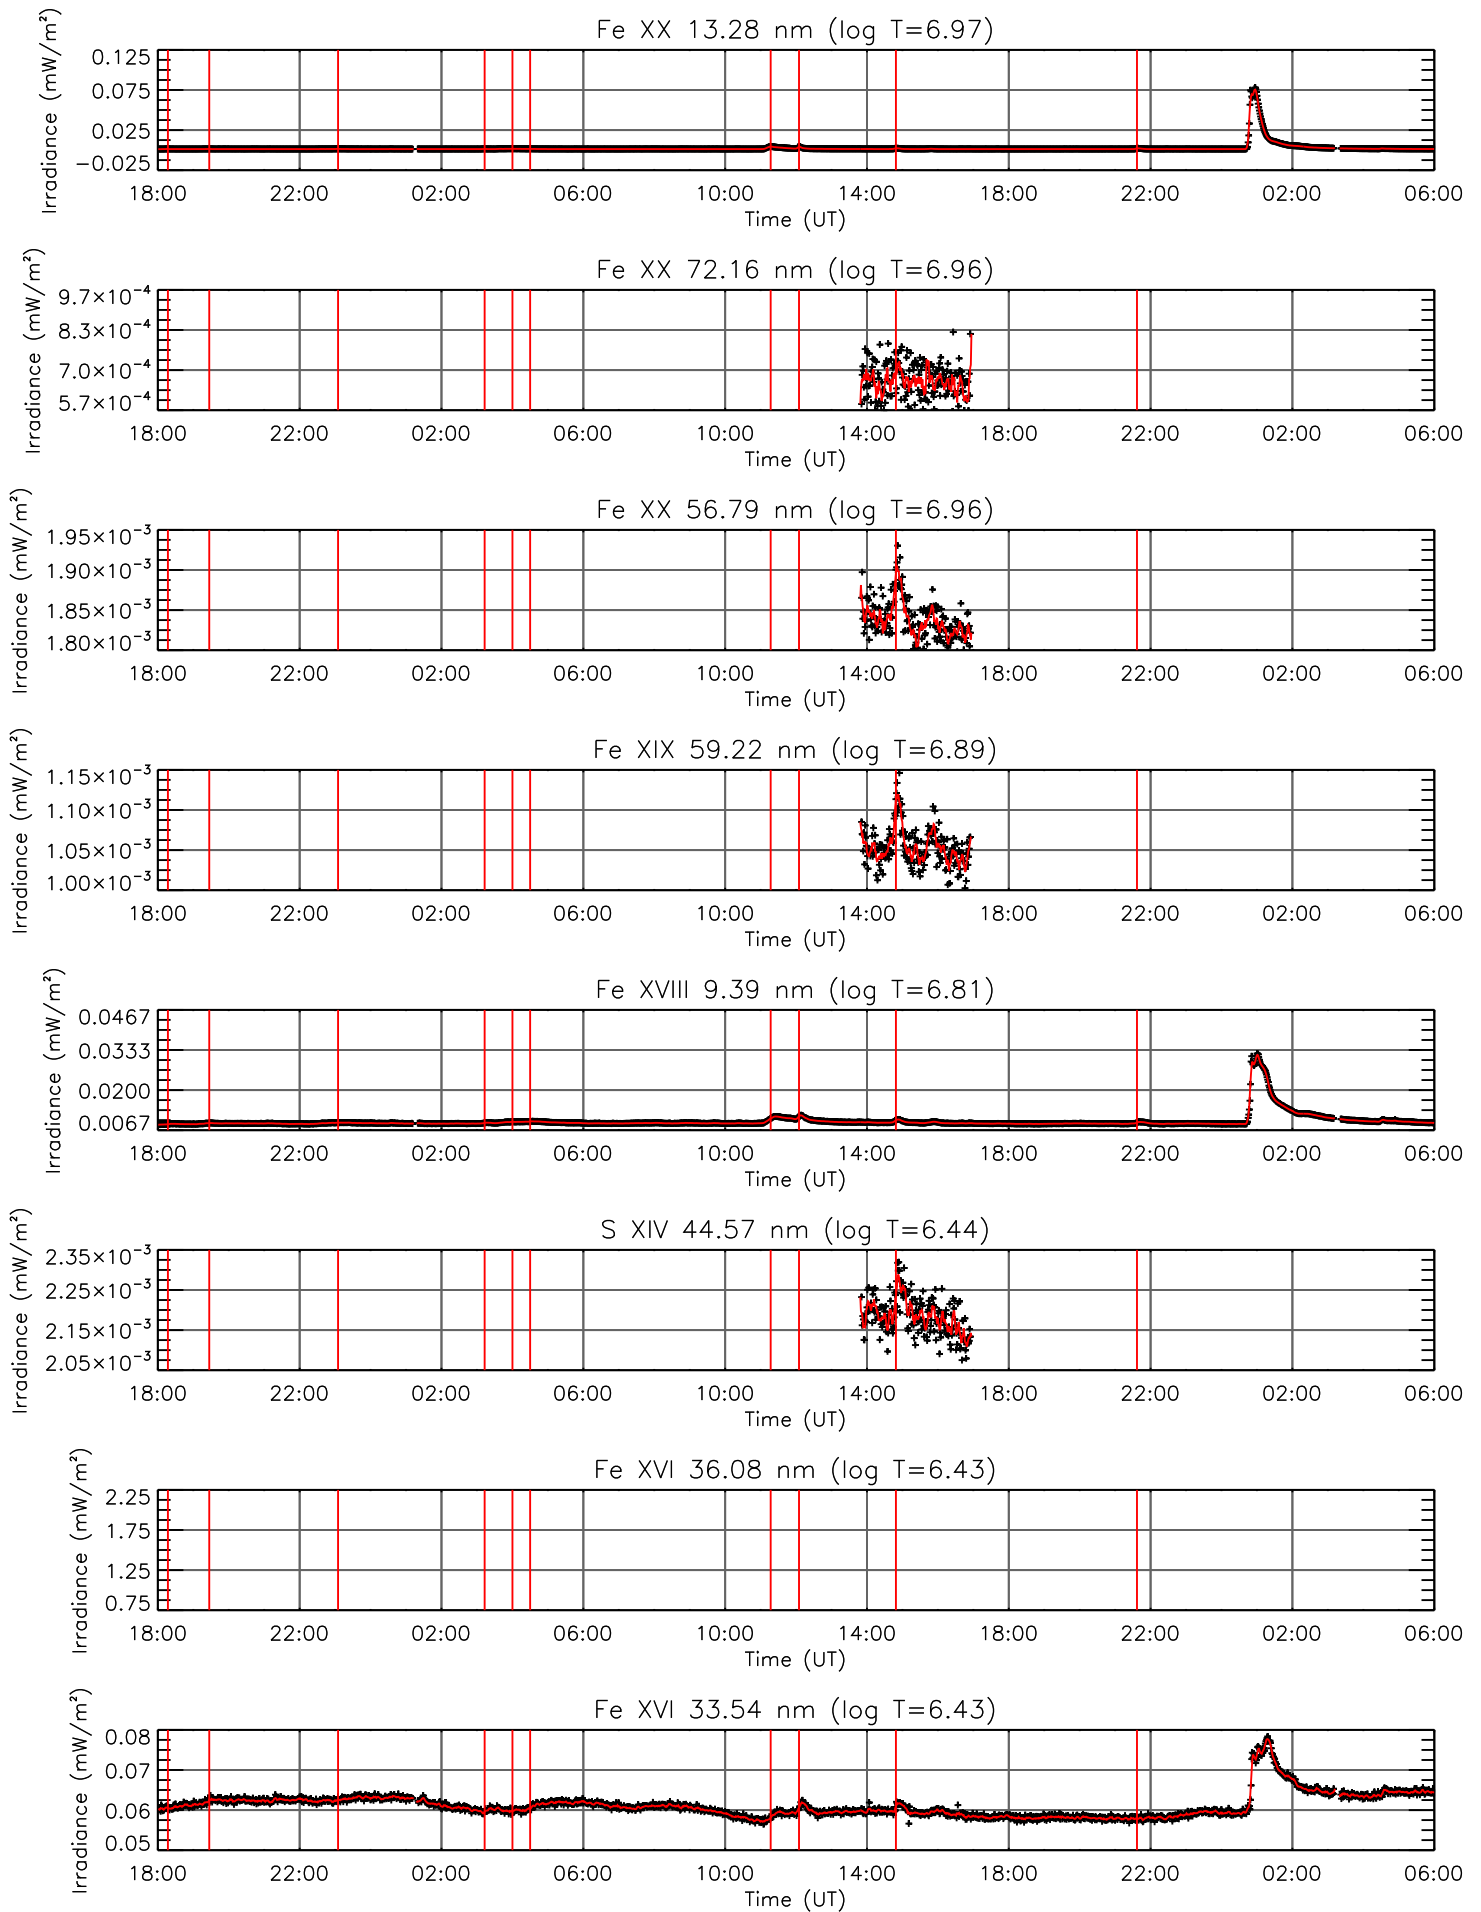 Fe XX 13.28 nm (log T=6.97)
Irradiance (mW/m²)
0.125
0.075
0.025
−0.025
18:00 22:00 02:00 06:00 10:00 14:00 18:00 22:00 02:00 06:00
Time (UT)
Fe XX 72.16 nm (log T=6.96)
Irradiance (mW/m²)
9.7×10⁻⁴
8.3×10⁻⁴
7.0×10⁻⁴
5.7×10⁻⁴
18:00 22:00 02:00 06:00 10:00 14:00 18:00 22:00 02:00 06:00
Time (UT)
Fe XX 56.79 nm (log T=6.96)
Irradiance (mW/m²)
1.95×10⁻³
1.90×10⁻³
1.85×10⁻³
1.80×10⁻³
18:00 22:00 02:00 06:00 10:00 14:00 18:00 22:00 02:00 06:00
Time (UT)
Fe XIX 59.22 nm (log T=6.89)
Irradiance (mW/m²)
1.15×10⁻³
1.10×10⁻³
1.05×10⁻³
1.00×10⁻³
18:00 22:00 02:00 06:00 10:00 14:00 18:00 22:00 02:00 06:00
Time (UT)
Fe XVIII 9.39 nm (log T=6.81)
Irradiance (mW/m²)
0.0467
0.0333
0.0200
0.0067
18:00 22:00 02:00 06:00 10:00 14:00 18:00 22:00 02:00 06:00
Time (UT)
S XIV 44.57 nm (log T=6.44)
Irradiance (mW/m²)
2.35×10⁻³
2.25×10⁻³
2.15×10⁻³
2.05×10⁻³
18:00 22:00 02:00 06:00 10:00 14:00 18:00 22:00 02:00 06:00
Time (UT)
Fe XVI 36.08 nm (log T=6.43)
Irradiance (mW/m²)
2.25
1.75
1.25
0.75
18:00 22:00 02:00 06:00 10:00 14:00 18:00 22:00 02:00 06:00
Time (UT)
Fe XVI 33.54 nm (log T=6.43)
Irradiance (mW/m²)
0.08
0.07
0.06
0.05
18:00 22:00 02:00 06:00 10:00 14:00 18:00 22:00 02:00 06:00
Time (UT)